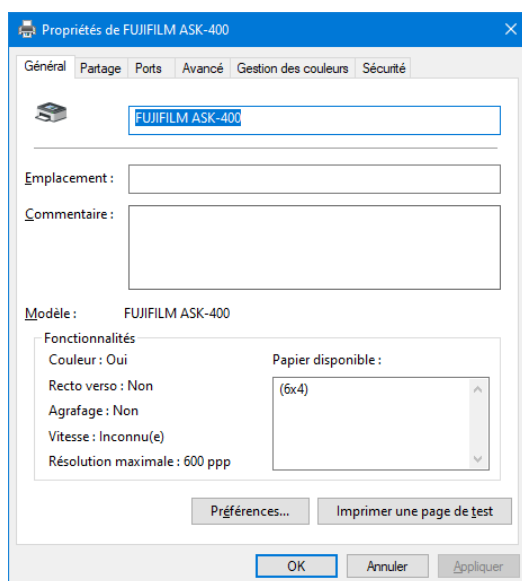 Propriétés de FUJIFILM ASK-400
Général Partage Ports Avancé Gestion des couleurs Sécurité
FUJIFILM ASK-400
Emplacement :
Commentaire :
Modèle : FUJIFILM ASK-400
Fonctionnalités
Couleur : Oui Papier disponible :
Recto verso : Non (6x4)
Agrafage : Non
Vitesse : Inconnu(e)
Résolution maximale : 600 ppp
Préférences... Imprimer une page de test
OK Annuler Appliquer